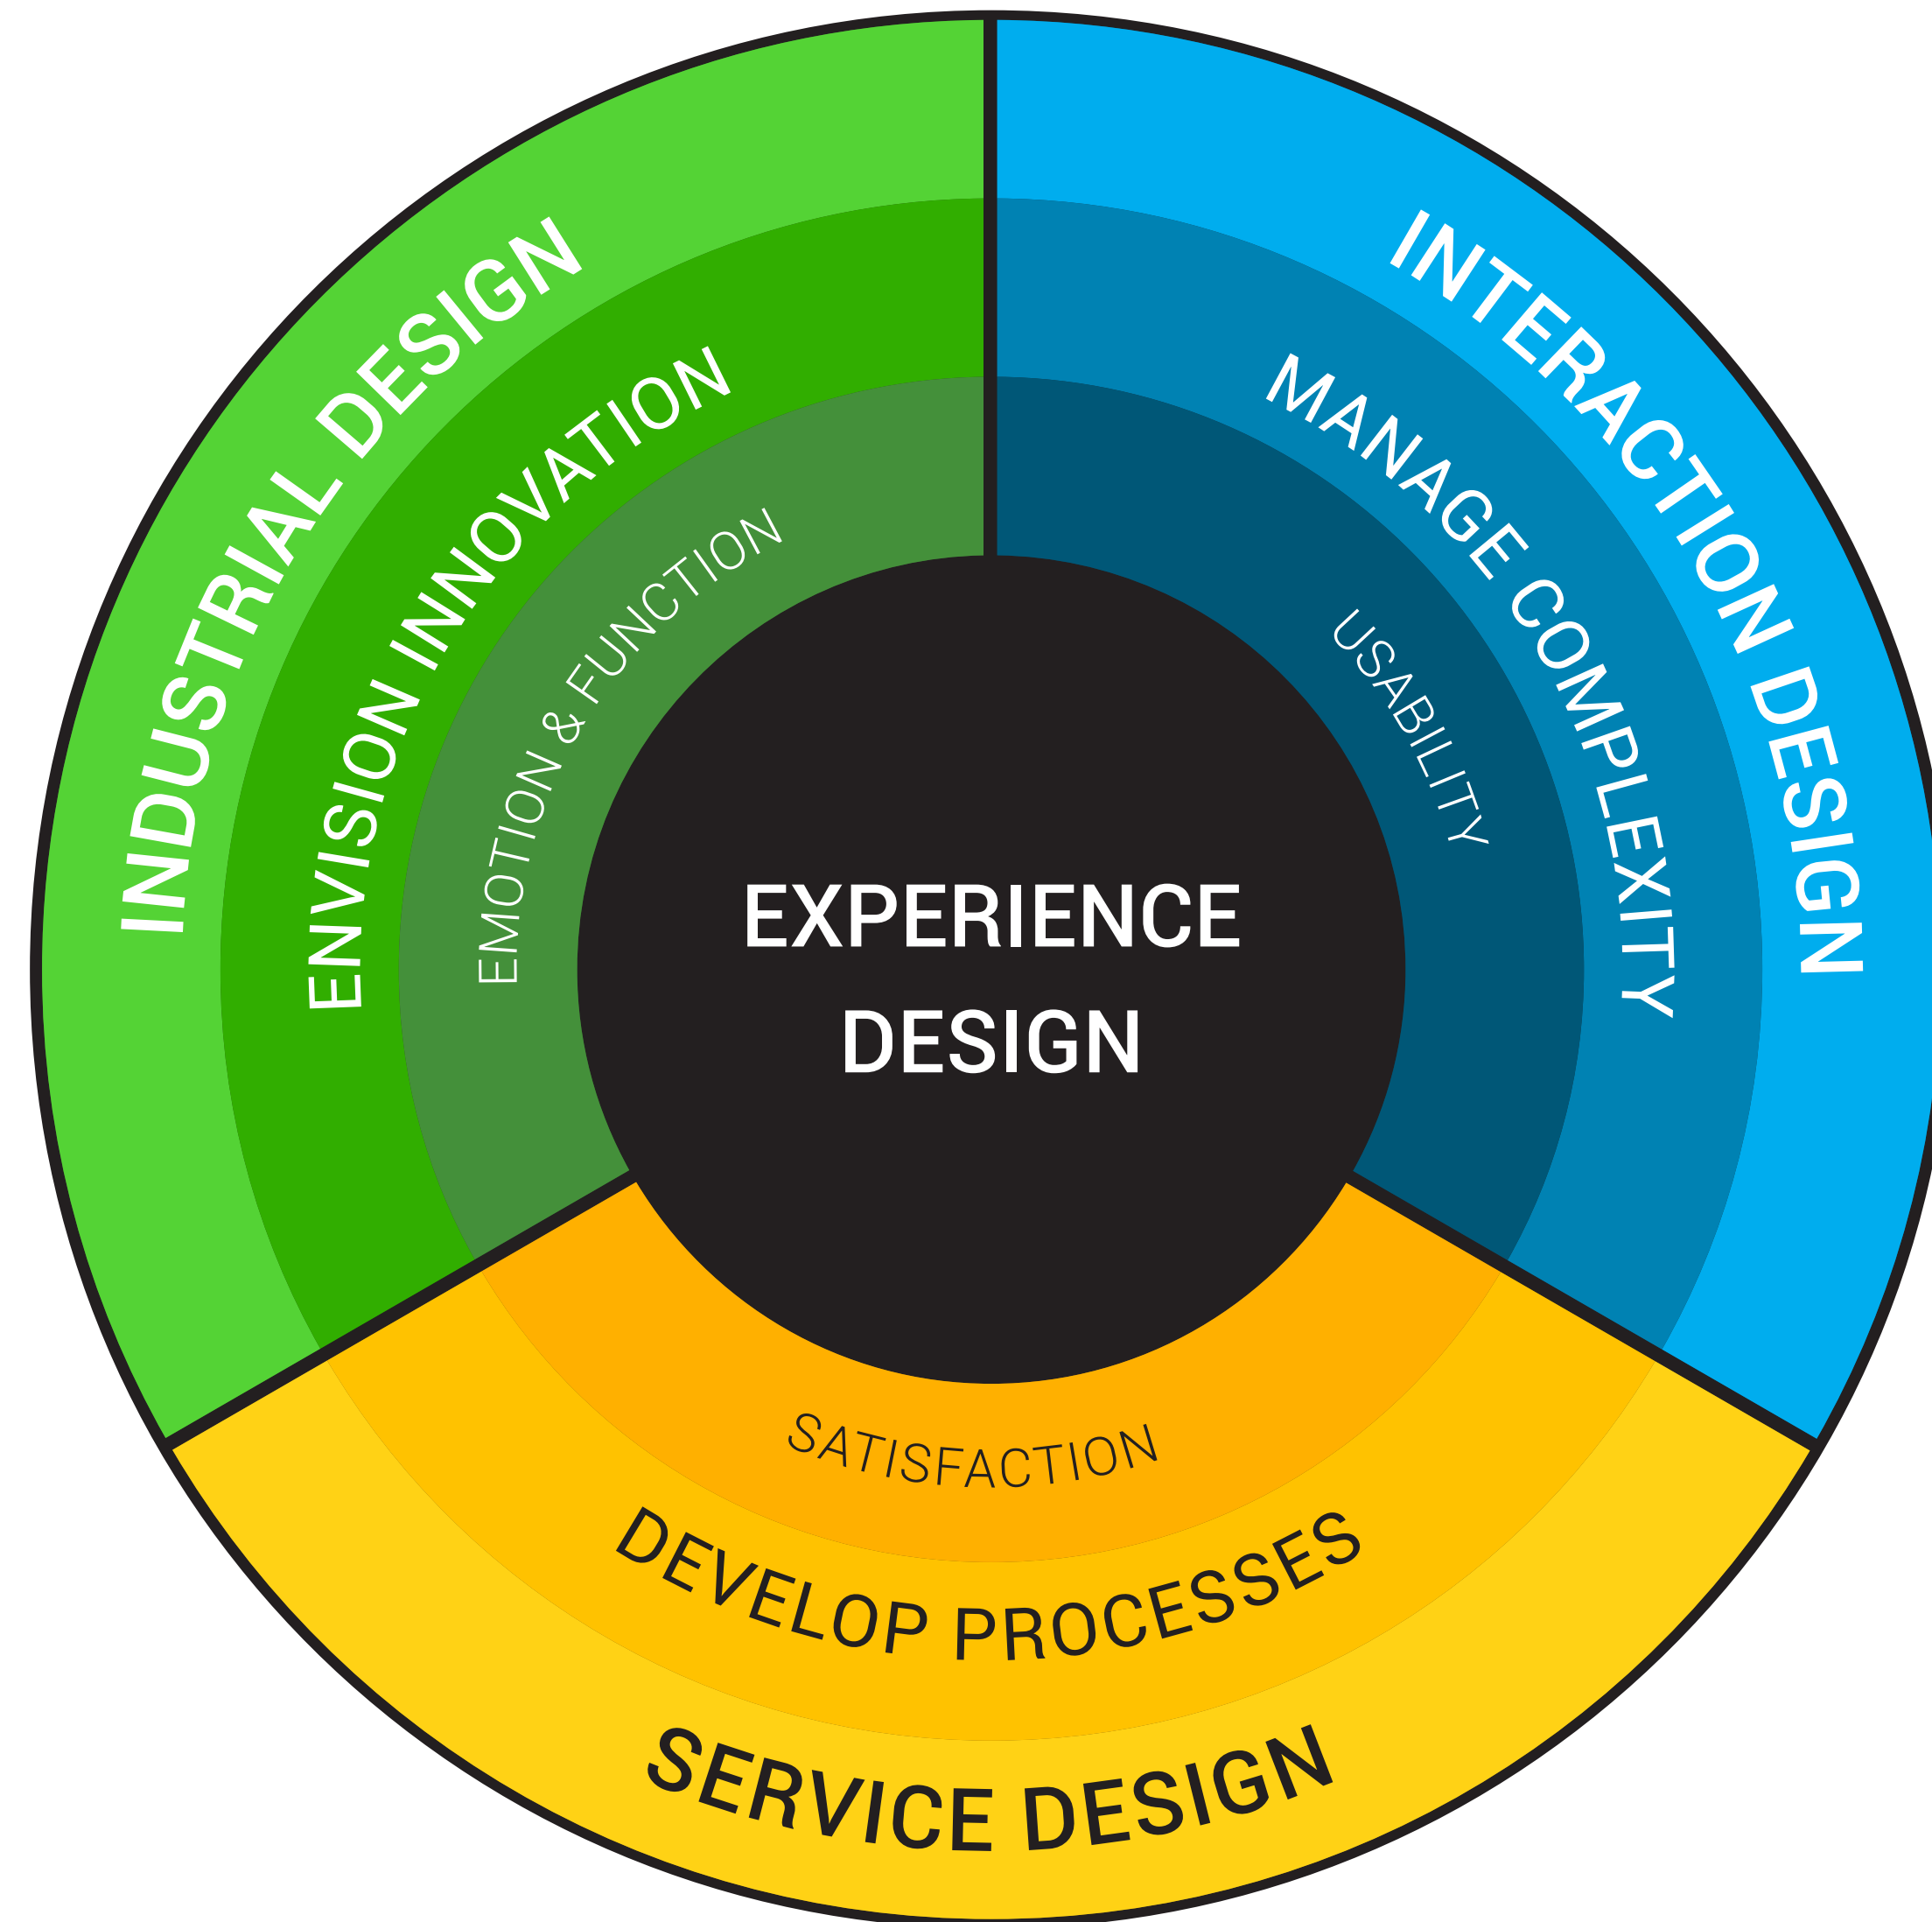 INDUSTRIAL DESIGN
ENVISION INNOVATION
EMOTION & FUNCTION
INTERACTION DESIGN
MANAGE COMPLEXITY
USABILITY
EXPERIENCE
DESIGN
SATISFACTION
DEVELOP PROCESSES
SERVICE DESIGN